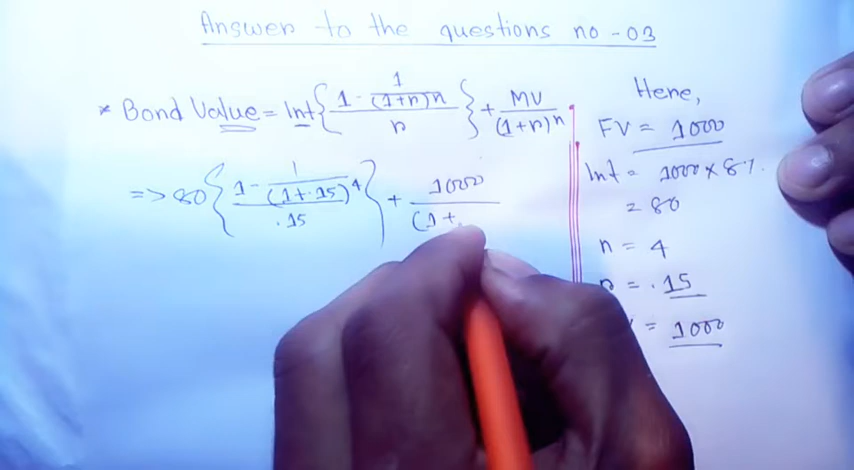 Answer to the questions no - 03
* Bond Value = Int { 1 - 1/(1+r)n / r } + MV/(1+r)n
=> 80 { 1 - 1/(1+.15)^4 / .15 } + 1000/(1+.
Here,
FV = 1000
Int = 1000 x 8%.
= 80
n = 4
r = .15
= 1000